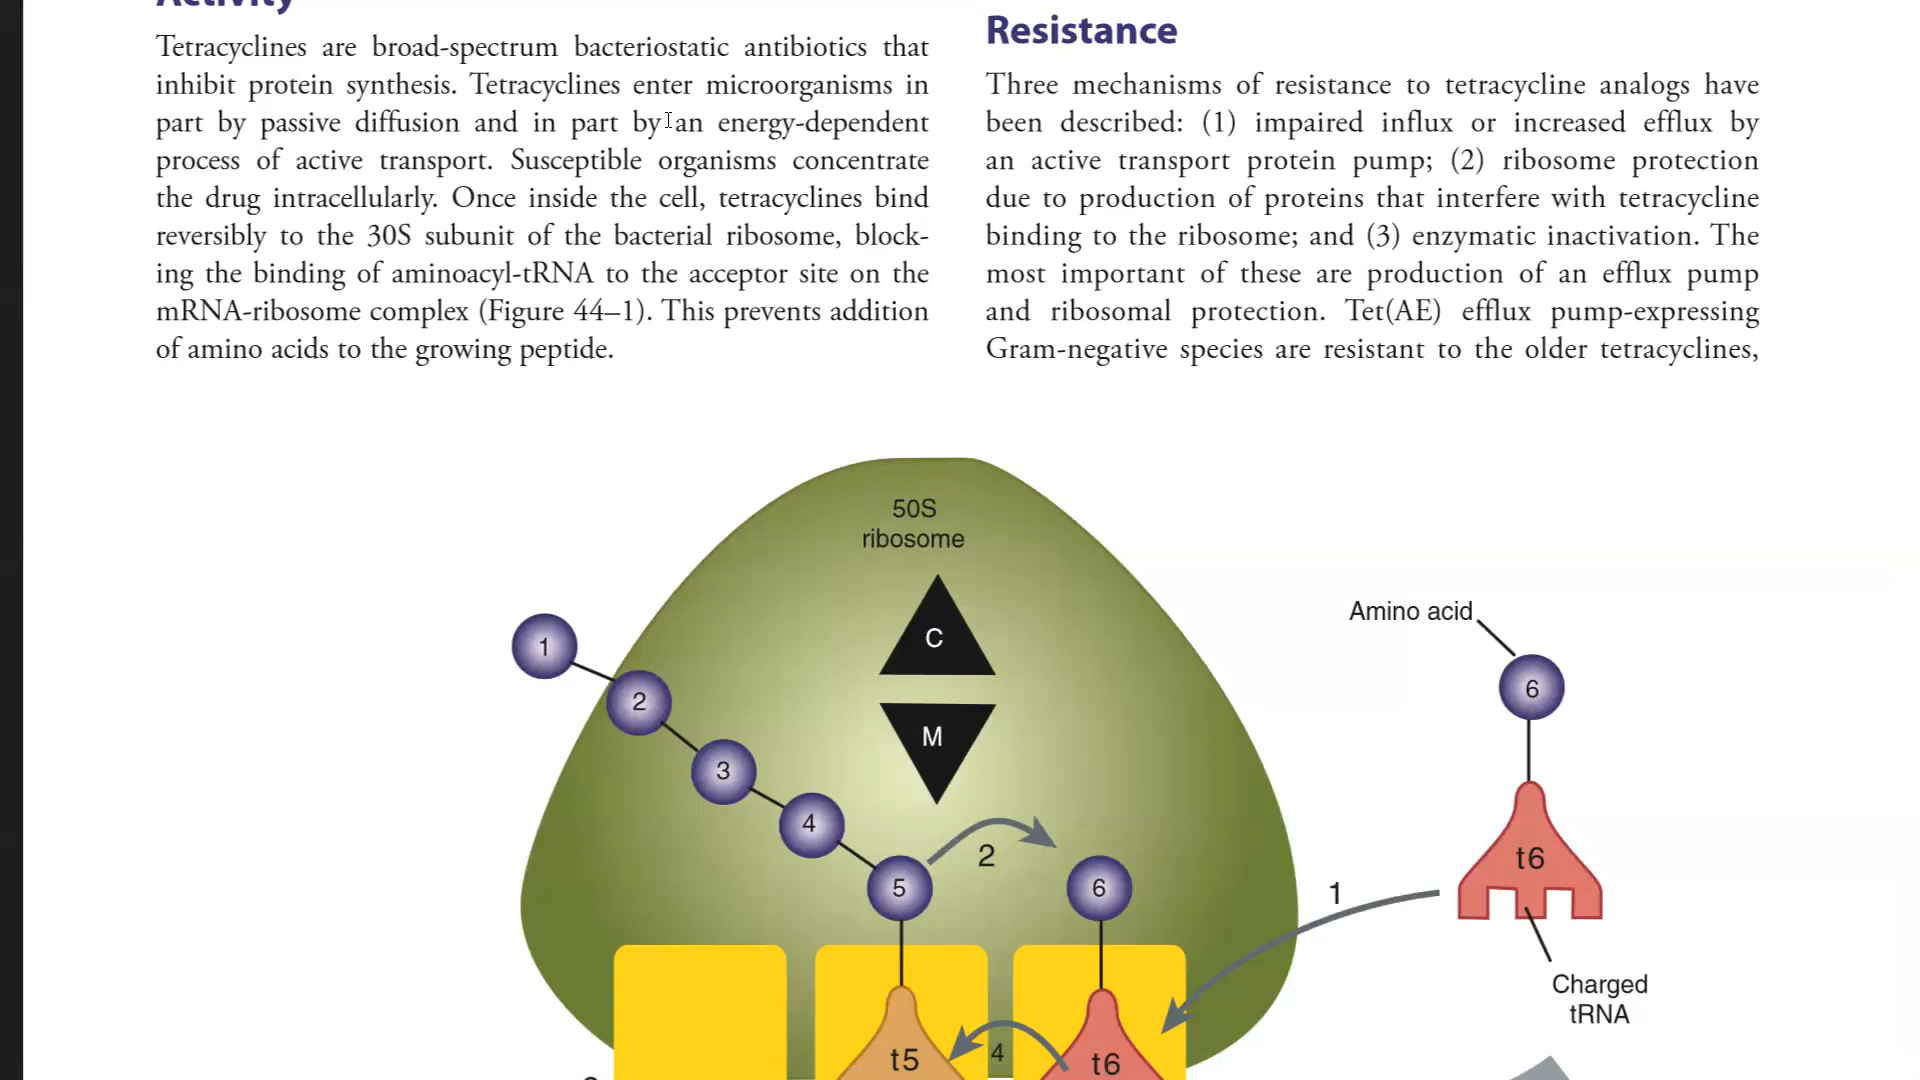 Activity
Tetracyclines are broad-spectrum bacteriostatic antibiotics that
inhibit protein synthesis. Tetracyclines enter microorganisms in
part by passive diffusion and in part by an energy-dependent
process of active transport. Susceptible organisms concentrate
the drug intracellularly. Once inside the cell, tetracyclines bind
reversibly to the 30S subunit of the bacterial ribosome, block-
ing the binding of aminoacyl-tRNA to the acceptor site on the
mRNA-ribosome complex (Figure 44–1). This prevents addition
of amino acids to the growing peptide.
Resistance
Three mechanisms of resistance to tetracycline analogs have
been described: (1) impaired influx or increased efflux by
an active transport protein pump; (2) ribosome protection
due to production of proteins that interfere with tetracycline
binding to the ribosome; and (3) enzymatic inactivation. The
most important of these are production of an efflux pump
and ribosomal protection. Tet(AE) efflux pump-expressing
Gram-negative species are resistant to the older tetracyclines,
50S
ribosome
C
M
1
2
3
4
5
2
6
1
Amino acid
6
t6
Charged
tRNA
t5
4
t6